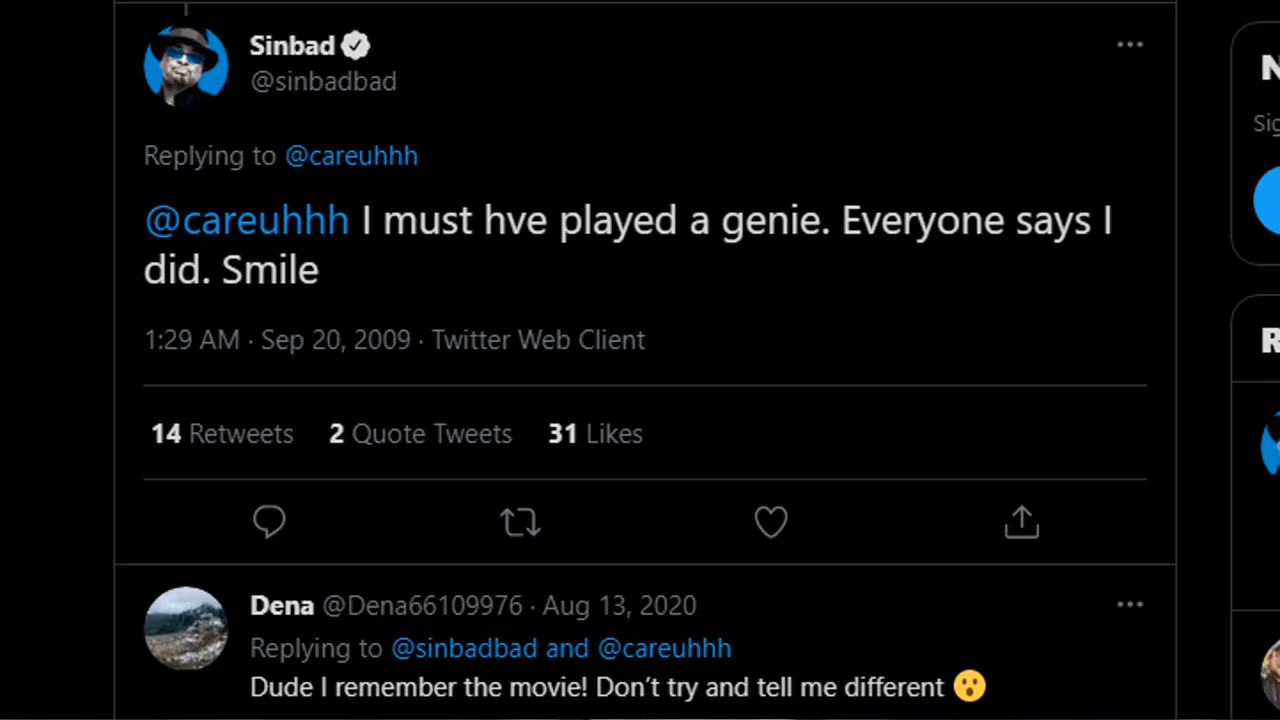 Sinbad
@sinbadbad
Replying to @careuhhh
@careuhhh I must hve played a genie. Everyone says I
did. Smile
1:29 AM · Sep 20, 2009 · Twitter Web Client
14 Retweets 2 Quote Tweets 31 Likes
Dena @Dena66109976 · Aug 13, 2020
Replying to @sinbadbad and @careuhhh
Dude I remember the movie! Don't try and tell me different 😮
N
Sig
R